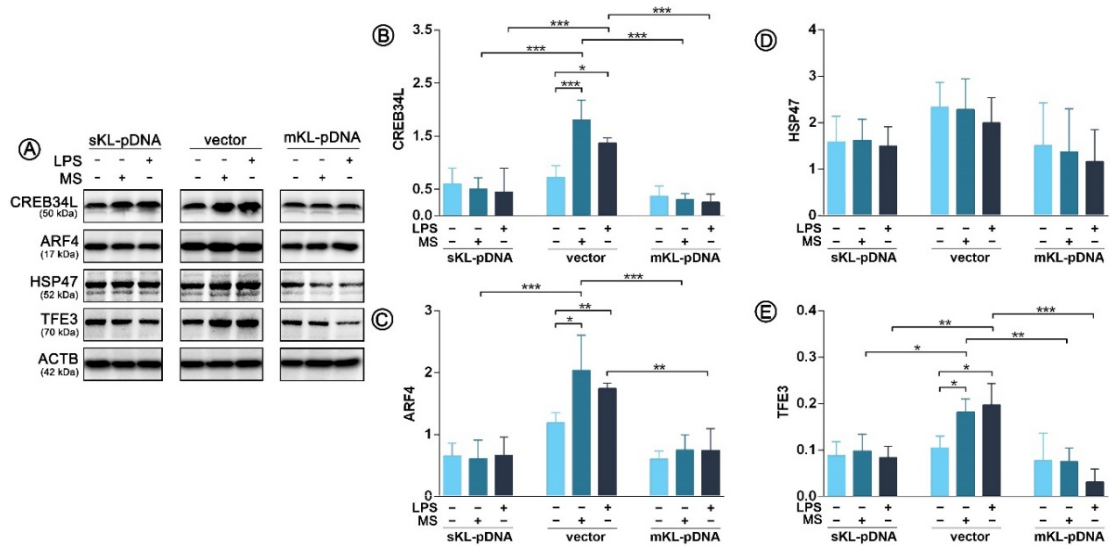 A
sKL-pDNA vector mKL-pDNA
LPS - - + - - + - - +
MS - + - - + - - + -
CREB34L
(50 kDa)
ARF4
(17 kDa)
HSP47
(52 kDa)
TFE3
(70 kDa)
ACTB
(42 kDa)
B
***
***
***
***
*
***
CREB34L
3.5
2.5
1.5
0.5
0.0
LPS - - + - - + - - +
MS - + - - + - - + -
sKL-pDNA vector mKL-pDNA
C
***
***
**
*
**
ARF4
3
2
1
0
LPS - - + - - + - - +
MS - + - - + - - + -
sKL-pDNA vector mKL-pDNA
D
HSP47
4
3
2
1
0
LPS - - + - - + - - +
MS - + - - + - - + -
sKL-pDNA vector mKL-pDNA
E
***
**
**
*
*
*
TFE3
0.4
0.3
0.2
0.1
0.0
LPS - - + - - + - - +
MS - + - - + - - + -
sKL-pDNA vector mKL-pDNA